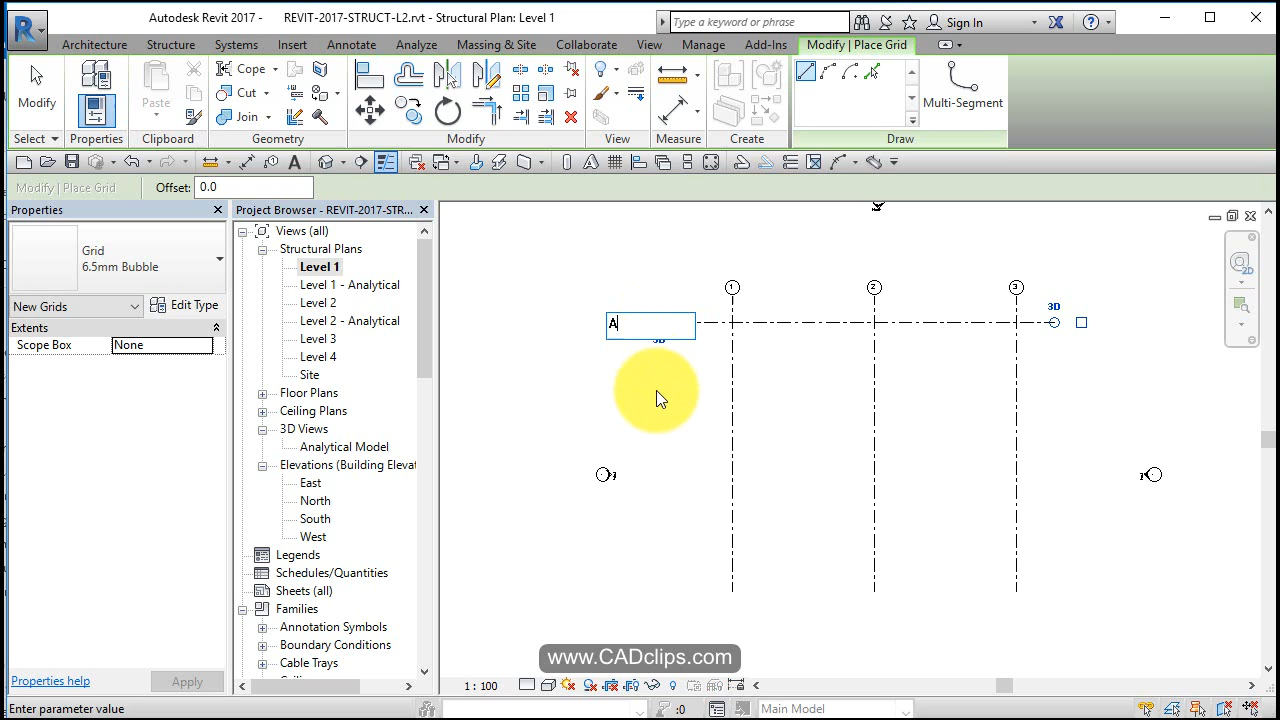 Autodesk Revit 2017 - REVIT-2017-STRUCT-L2.rvt - Structural Plan: Level 1
Type a keyword or phrase
Sign In
Architecture Structure Systems Insert Annotate Analyze Massing & Site Collaborate View Manage Add-Ins Modify | Place Grid
Modify
Paste
Cope
Cut
Join
Multi-Segment
Select Properties Clipboard Geometry Modify View Measure Create Draw
Modify | Place Grid Offset: 0.0
Properties
Grid
6.5mm Bubble
New Grids Edit Type
Extents
Scope Box None
Properties help Apply
Project Browser - REVIT-2017-STR...
Views (all)
Structural Plans
Level 1
Level 1 - Analytical
Level 2
Level 2 - Analytical
Level 3
Level 4
Site
Floor Plans
Ceiling Plans
3D Views
Analytical Model
Elevations (Building Elevat
East
North
South
West
Legends
Schedules/Quantities
Sheets (all)
Families
Annotation Symbols
Boundary Conditions
Cable Trays
1 2 3
3D
A
3D
2D
www.CADclips.com
1 : 100
Enter parameter value
:0
Main Model